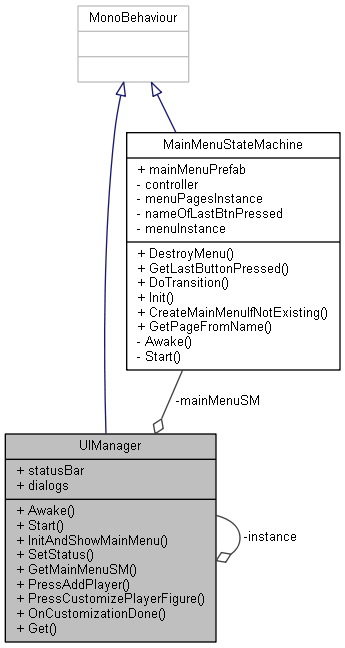 MonoBehaviour
MainMenuStateMachine
+ mainMenuPrefab
- controller
- menuPagesInstance
- nameOfLastBtnPressed
- menuInstance
+ DestroyMenu()
+ GetLastButtonPressed()
+ DoTransition()
+ Init()
+ CreateMainMenuIfNotExisting()
+ GetPageFromName()
- Awake()
- Start()
-mainMenuSM
UIManager
+ statusBar
+ dialogs
+ Awake()
+ Start()
+ InitAndShowMainMenu()
+ SetStatus()
+ GetMainMenuSM()
+ PressAddPlayer()
+ PressCustomizePlayerFigure()
+ OnCustomizationDone()
+ Get()
-instance